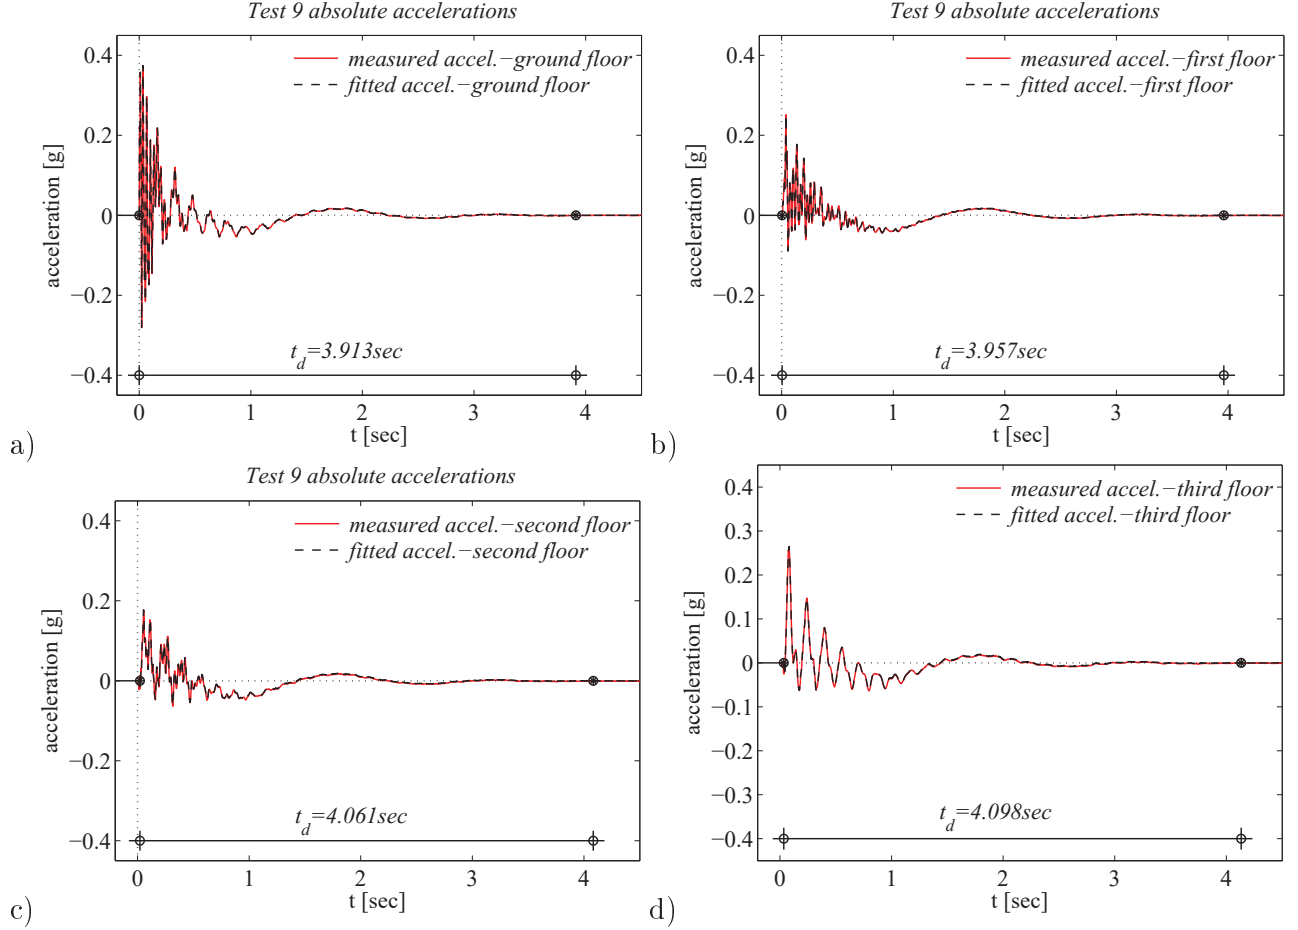 Test 9 absolute accelerations
measured accel.−ground floor
fitted accel.−ground floor
acceleration [g]
0.4
0.2
0
−0.2
−0.4
t_d=3.913sec
0 1 2 3 4
t [sec]
a)
Test 9 absolute accelerations
measured accel.−first floor
fitted accel.−first floor
acceleration [g]
0.4
0.2
0
−0.2
−0.4
t_d=3.957sec
0 1 2 3 4
t [sec]
b)
Test 9 absolute accelerations
measured accel.−second floor
fitted accel.−second floor
acceleration [g]
0.4
0.2
0
−0.2
−0.4
t_d=4.061sec
0 1 2 3 4
t [sec]
c)
measured accel.−third floor
fitted accel.−third floor
acceleration [g]
0.4
0.3
0.2
0.1
0
−0.1
−0.2
−0.3
−0.4
t_d=4.098sec
0 1 2 3 4
t [sec]
d)